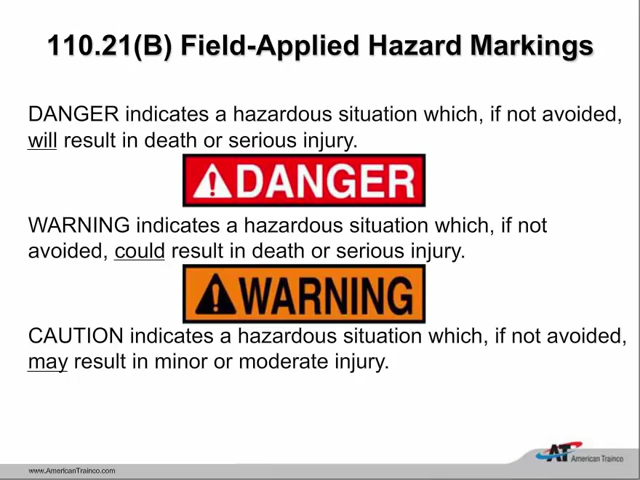 110.21(B) Field-Applied Hazard Markings
DANGER indicates a hazardous situation which, if not avoided,
will result in death or serious injury.
DANGER
WARNING indicates a hazardous situation which, if not
avoided, could result in death or serious injury.
WARNING
CAUTION indicates a hazardous situation which, if not avoided,
may result in minor or moderate injury.
AT American Trainco
www.AmericanTrainco.com